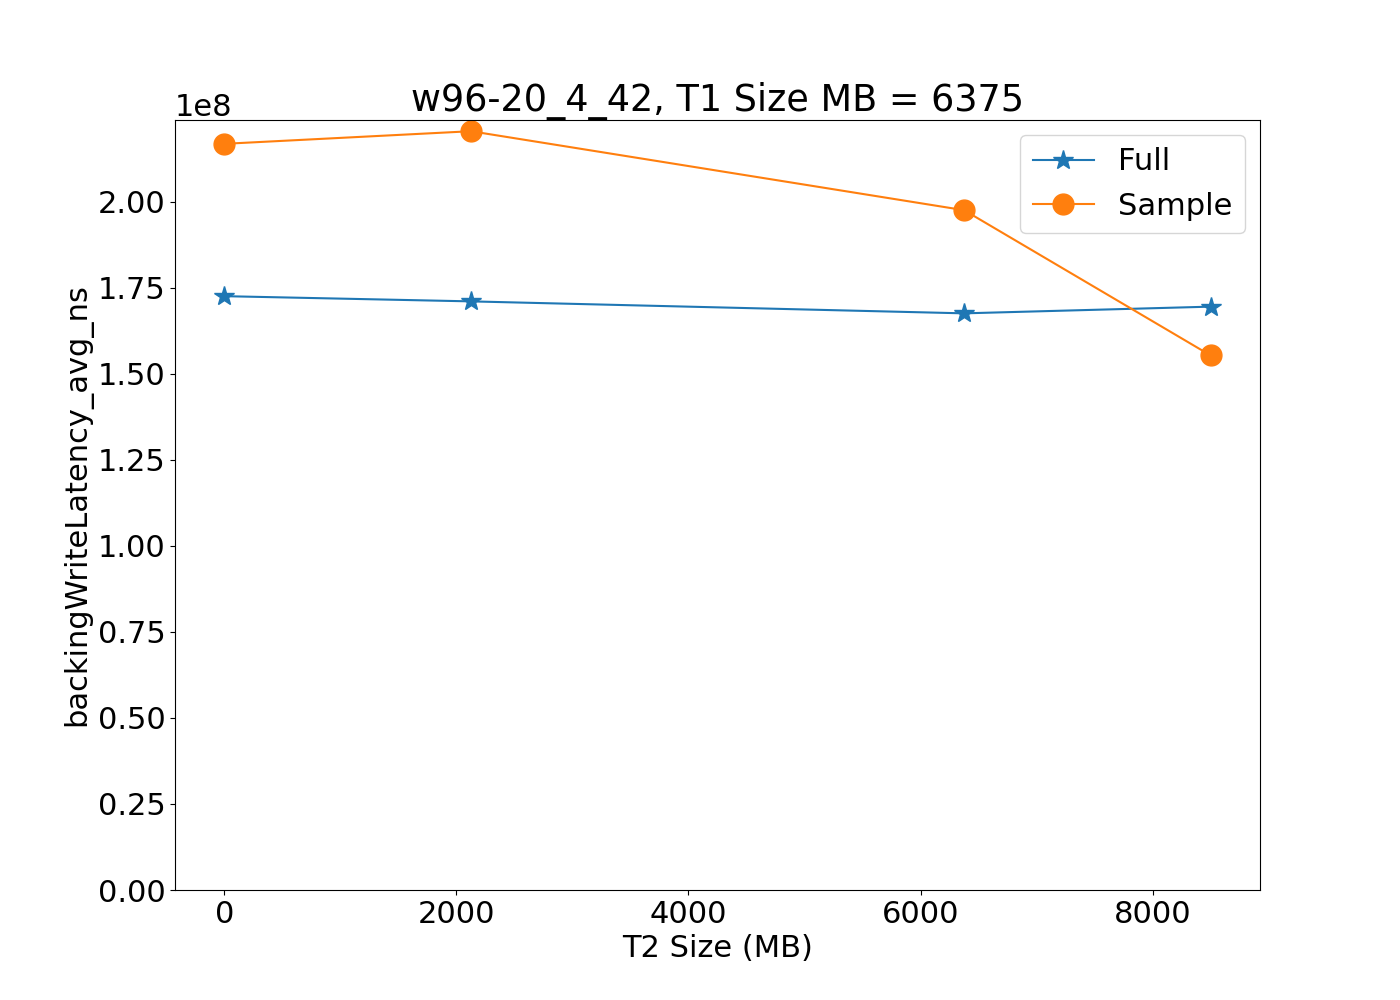 w96-20_4_42, T1 Size MB = 6375
1e8
Full
Sample
2.00
1.75
1.50
1.25
1.00
0.75
0.50
0.25
0.00
backingWriteLatency_avg_ns
0 2000 4000 6000 8000
T2 Size (MB)